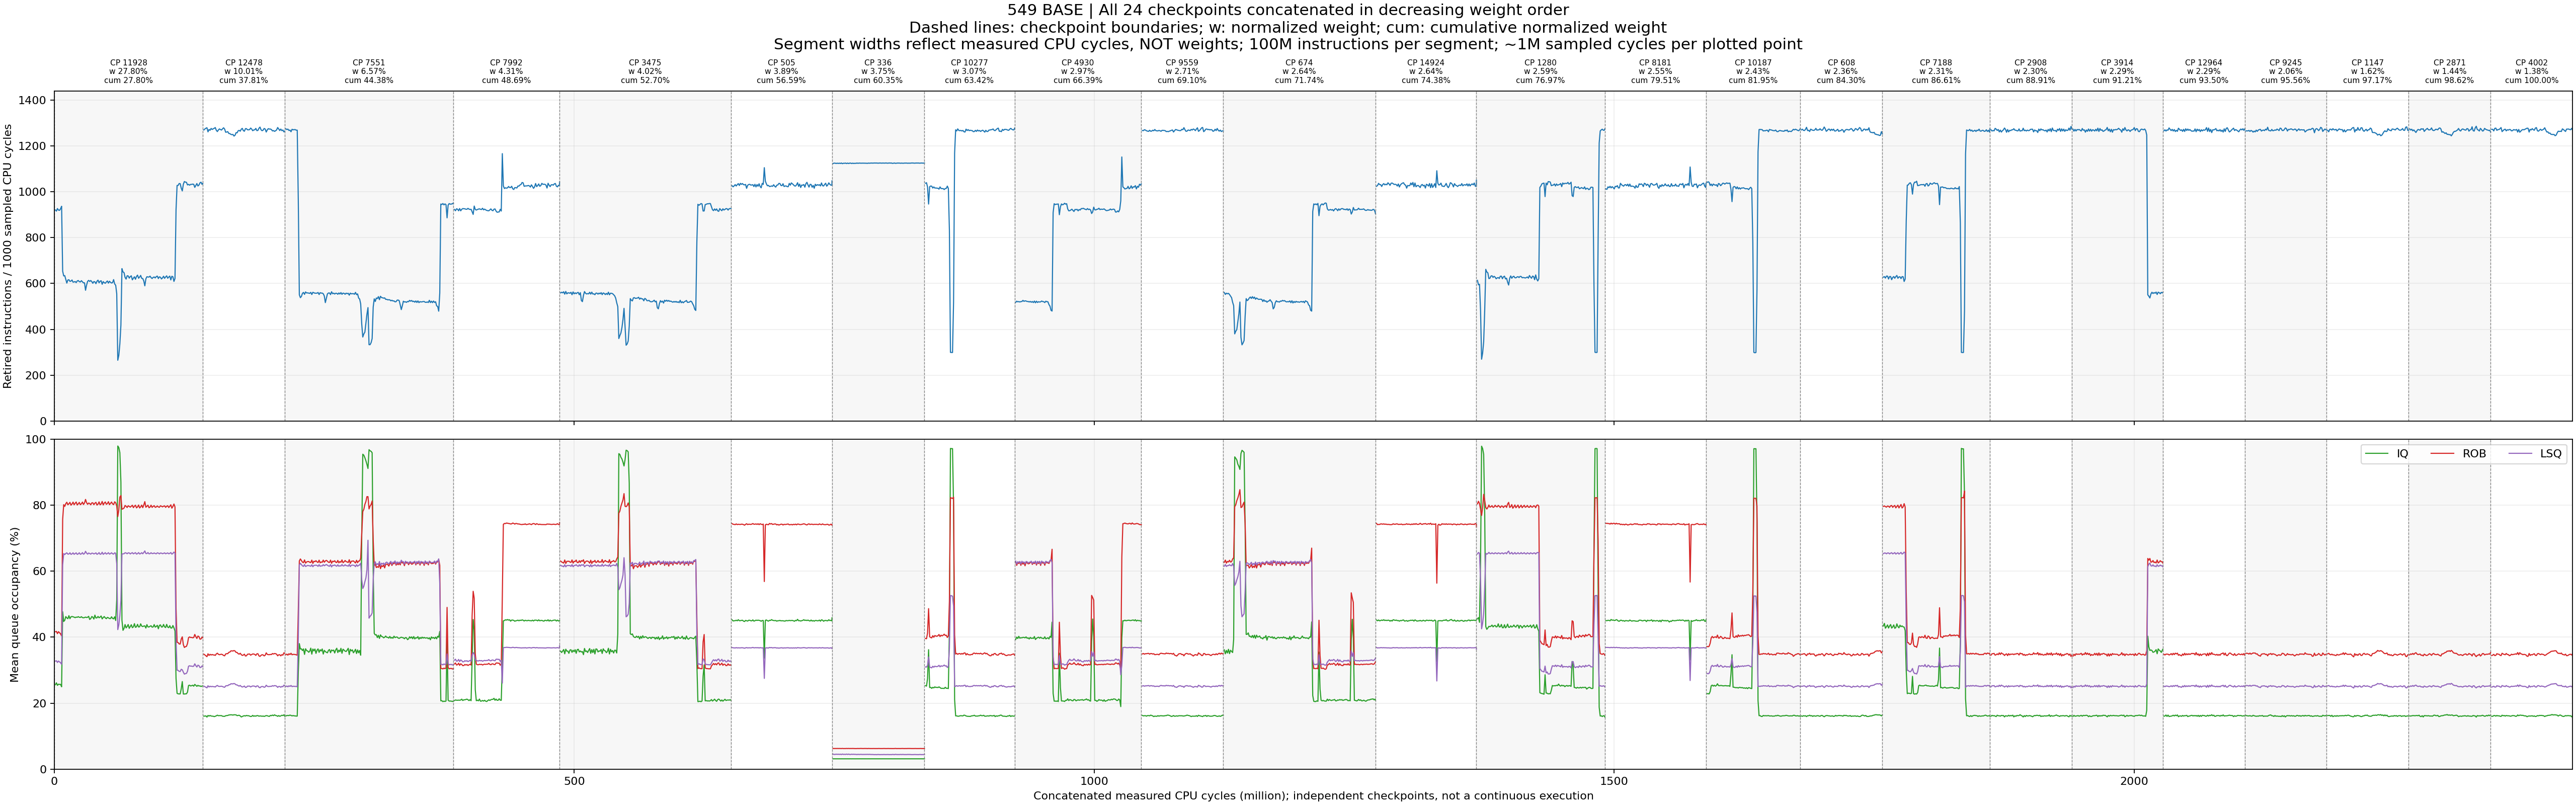 549 BASE | All 24 checkpoints concatenated in decreasing weight order
Dashed lines: checkpoint boundaries; w: normalized weight; cum: cumulative normalized weight
Segment widths reflect measured CPU cycles, NOT weights; 100M instructions per segment; ~1M sampled cycles per plotted point
CP 11928
w 27.80%
cum 27.80%
CP 12478
w 10.01%
cum 37.81%
CP 7551
w 6.57%
cum 44.38%
CP 7992
w 4.31%
cum 48.69%
CP 3475
w 4.02%
cum 52.70%
CP 505
w 3.89%
cum 56.59%
CP 336
w 3.75%
cum 60.35%
CP 10277
w 3.07%
cum 63.42%
CP 4930
w 2.97%
cum 66.39%
CP 9559
w 2.71%
cum 69.10%
CP 674
w 2.64%
cum 71.74%
CP 14924
w 2.64%
cum 74.38%
CP 1280
w 2.59%
cum 76.97%
CP 8181
w 2.55%
cum 79.51%
CP 10187
w 2.43%
cum 81.95%
CP 608
w 2.36%
cum 84.30%
CP 7188
w 2.31%
cum 86.61%
CP 2908
w 2.30%
cum 88.91%
CP 3914
w 2.29%
cum 91.21%
CP 12964
w 2.29%
cum 93.50%
CP 9245
w 2.06%
cum 95.56%
CP 1147
w 1.62%
cum 97.17%
CP 2871
w 1.44%
cum 98.62%
CP 4002
w 1.38%
cum 100.00%
Retired instructions / 1000 sampled CPU cycles
1400
1200
1000
800
600
400
200
0
Mean queue occupancy (%)
100
80
60
40
20
0
IQ
ROB
LSQ
0
500
1000
1500
2000
Concatenated measured CPU cycles (million); independent checkpoints, not a continuous execution